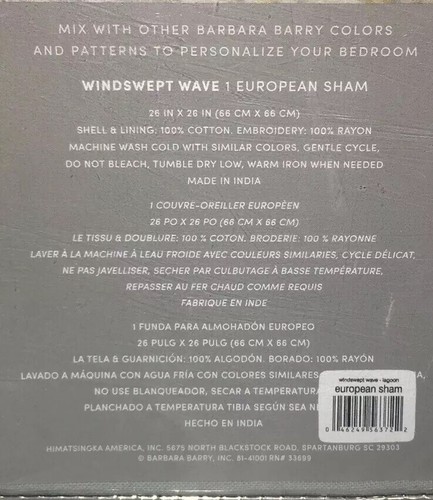 MIX WITH OTHER BARBARA BARRY COLORS
AND PATTERNS TO PERSONALIZE YOUR BEDROOM
WINDSWEPT WAVE 1 EUROPEAN SHAM
26 IN X 26 IN (66 CM X 66 CM)
SHELL & LINING: 100% COTTON. EMBROIDERY: 100% RAYON
MACHINE WASH COLD WITH SIMILAR COLORS, GENTLE CYCLE,
DO NOT BLEACH, TUMBLE DRY LOW, WARM IRON WHEN NEEDED
MADE IN INDIA
1 COUVRE-OREILLER EUROPÉEN
26 PO X 26 PO (66 CM X 66 CM)
LE TISSU & DOUBLURE: 100 % COTON. BRODERIE: 100 % RAYONNE
LAVER À LA MACHINE À LEAU FROIDE AVEC COULEURS SIMILARIES, CYCLE DÉLICAT,
NE PAS JAVELLISER, SECHER PAR CULBUTAGE À BASSE TEMPÉRATURE,
REPASSER AU FER CHAUD COMME REQUIS
FABRIQUÉ EN INDE
1 FUNDA PARA ALMOHADÓN EUROPEO
26 PULG X 26 PULG (66 CM X 66 CM)
LA TELA & GUARNICIÓN: 100% ALGODÓN. BORADO: 100% RAYÓN
LAVADO A MÁQUINA CON AGUA FRÍA CON COLORES SIMILARES
NO USE BLANQUEADOR, SECAR A TEMPERATURA
PLANCHADO A TEMPERATURA TIBIA SEGÚN SEA
HECHO EN INDIA
windswept wave - lagoon
european sham
0 46249 56372 2
HIMATSINGKA AMERICA, INC. 5675 NORTH BLACKSTOCK ROAD, SPARTANBURG SC 29303
© BARBARA BARRY, INC. 81-41001 RN# 33699